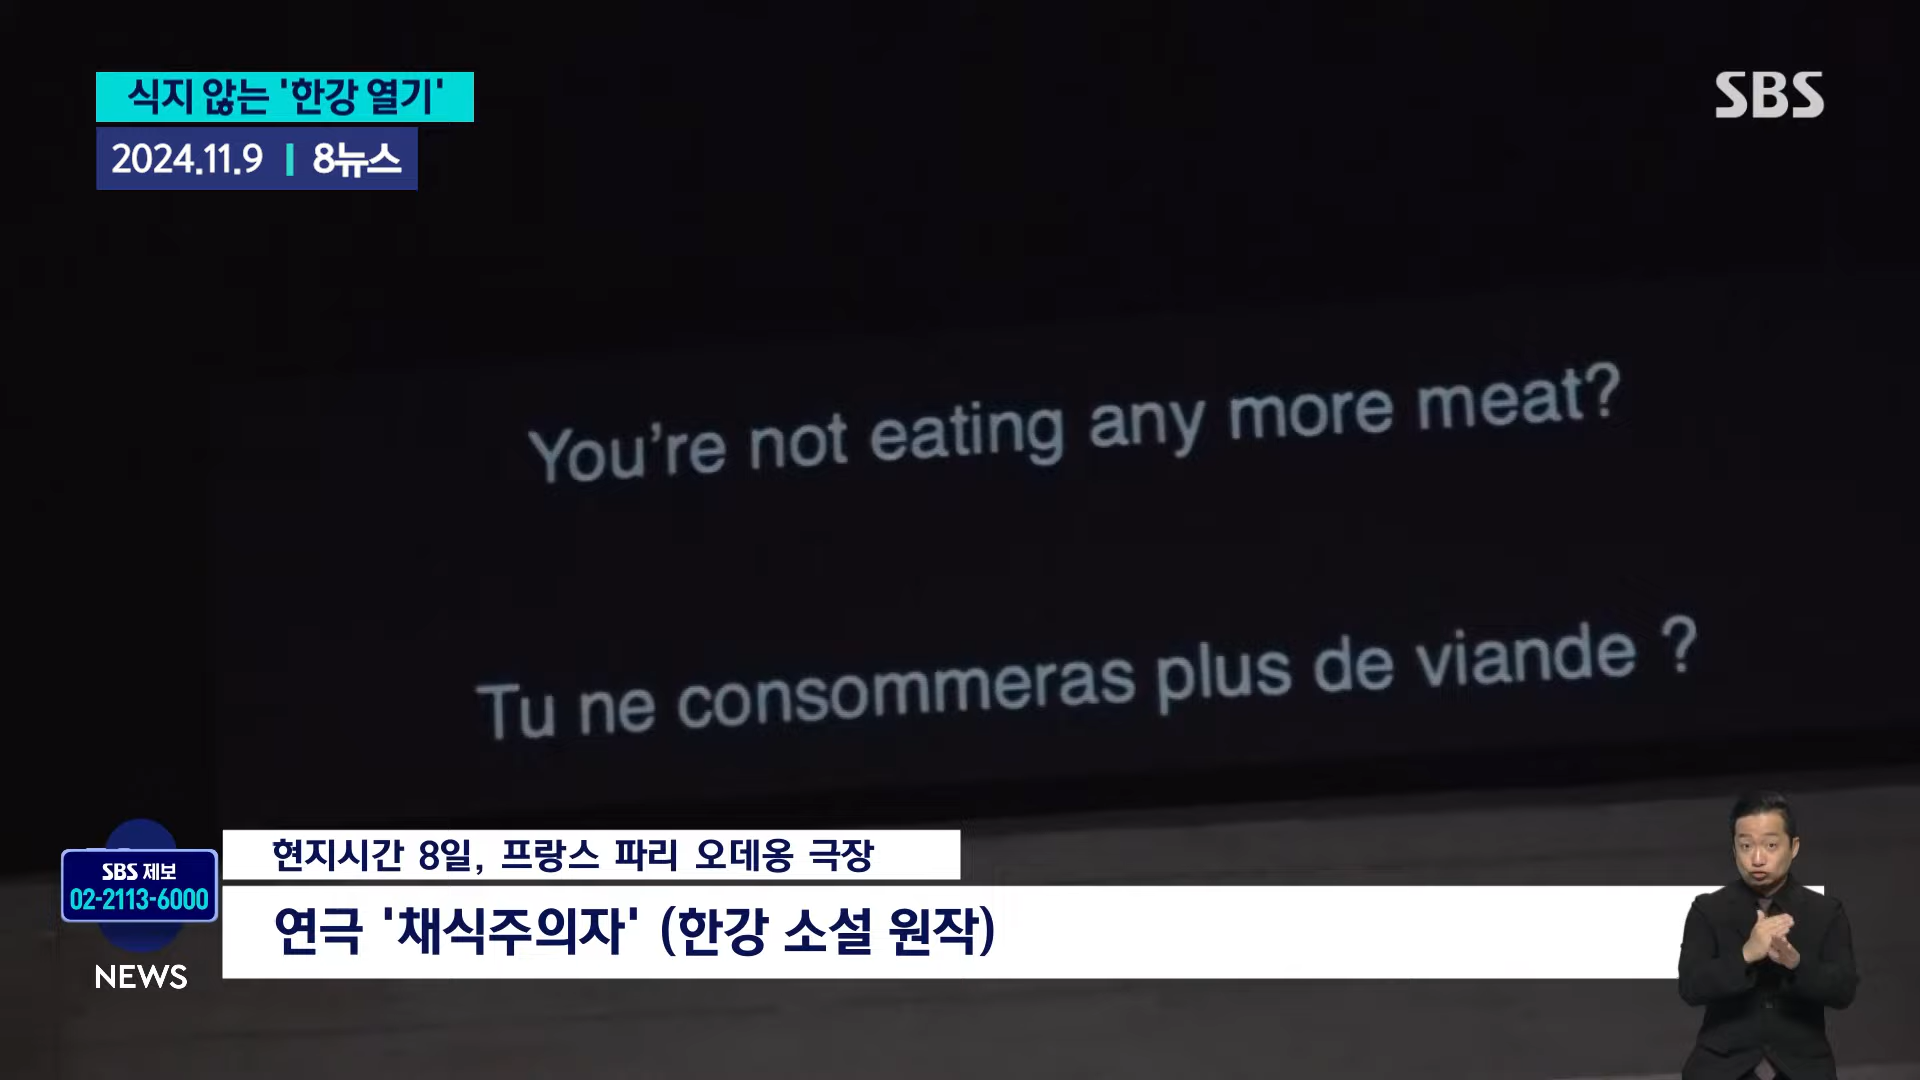 식지 않는 '한강 열기'
SBS
2024.11.9 | 8뉴스
You're not eating any more meat?
Tu ne consommeras plus de viande ?
현지시간 8일, 프랑스 파리 오데옹 극장
SBS 제보
02-2113-6000
연극 '채식주의자' (한강 소설 원작)
NEWS